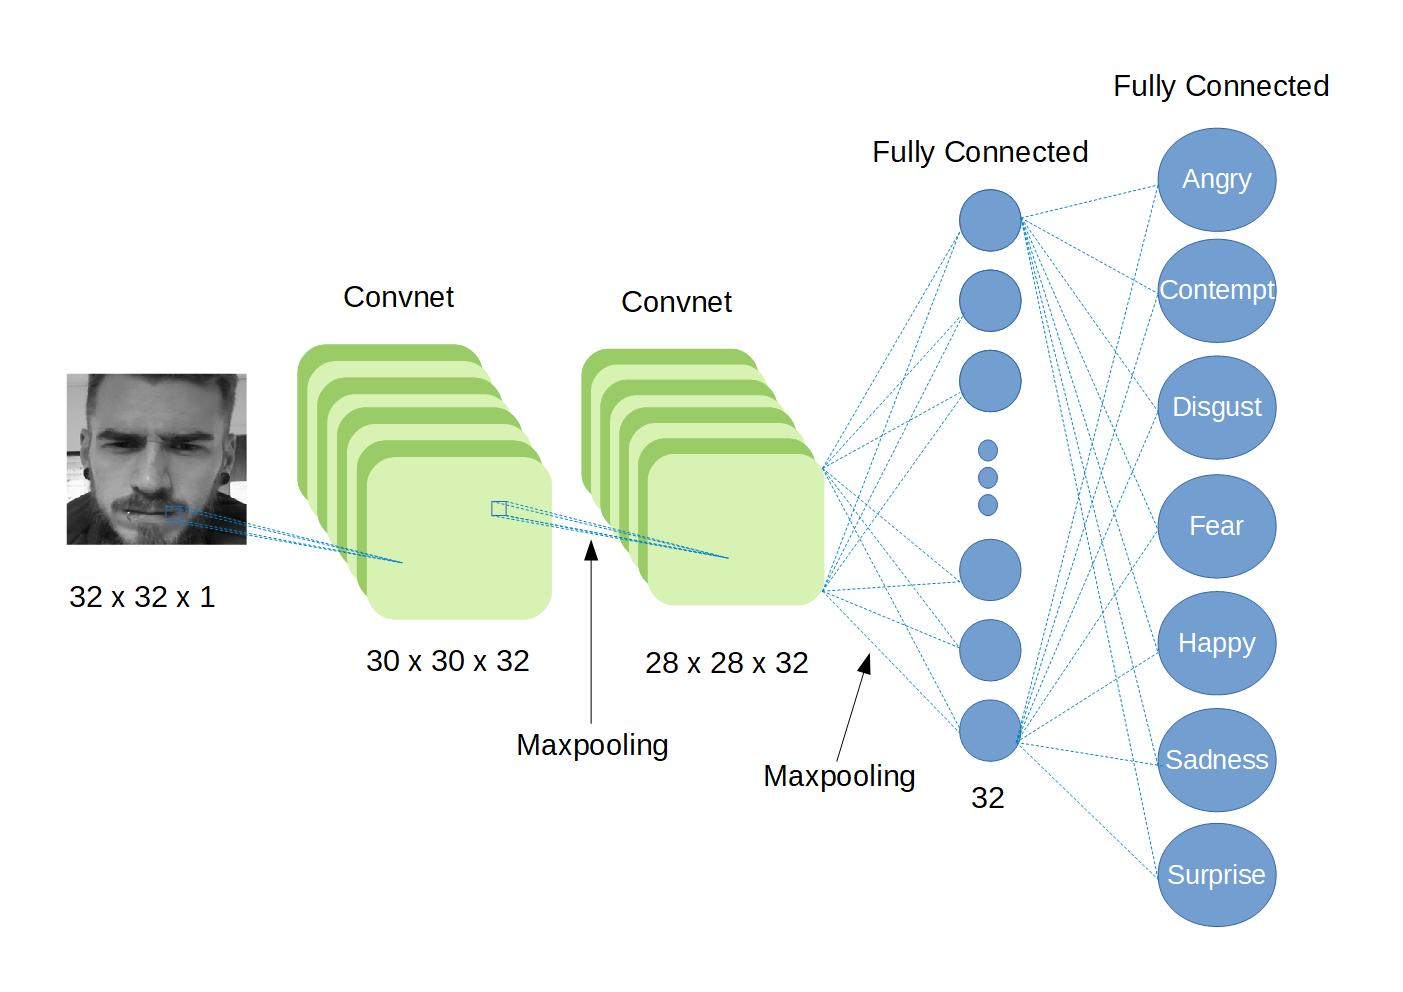 Fully Connected
Fully Connected
Convnet
Convnet
32 x 32 x 1
30 x 30 x 32
28 x 28 x 32
Maxpooling
Maxpooling
32
Angry
Contempt
Disgust
Fear
Happy
Sadness
Surprise